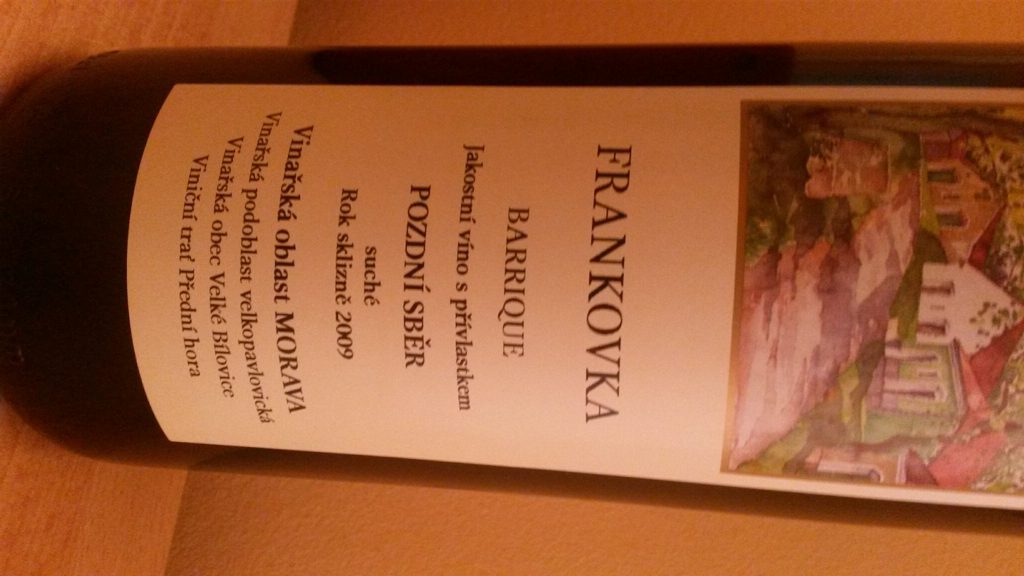 FRANKOVKA
BARRIQUE
Jakostní víno s přívlastkem
POZDNÍ SBĚR
suché
Rok sklizně 2009
Vinařská oblast MORAVA
Vinařská podoblast velkopavlovická
Vinařská obec Velké Bílovice
Viniční trať Přední hora